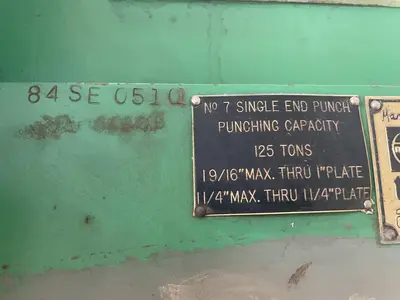 84 SE 0510
Nº 7 SINGLE END PUNCH
PUNCHING CAPACITY
125 TONS
1 9/16" MAX. THRU 1" PLATE
1 1/4" MAX. THRU 1 1/4" PLATE